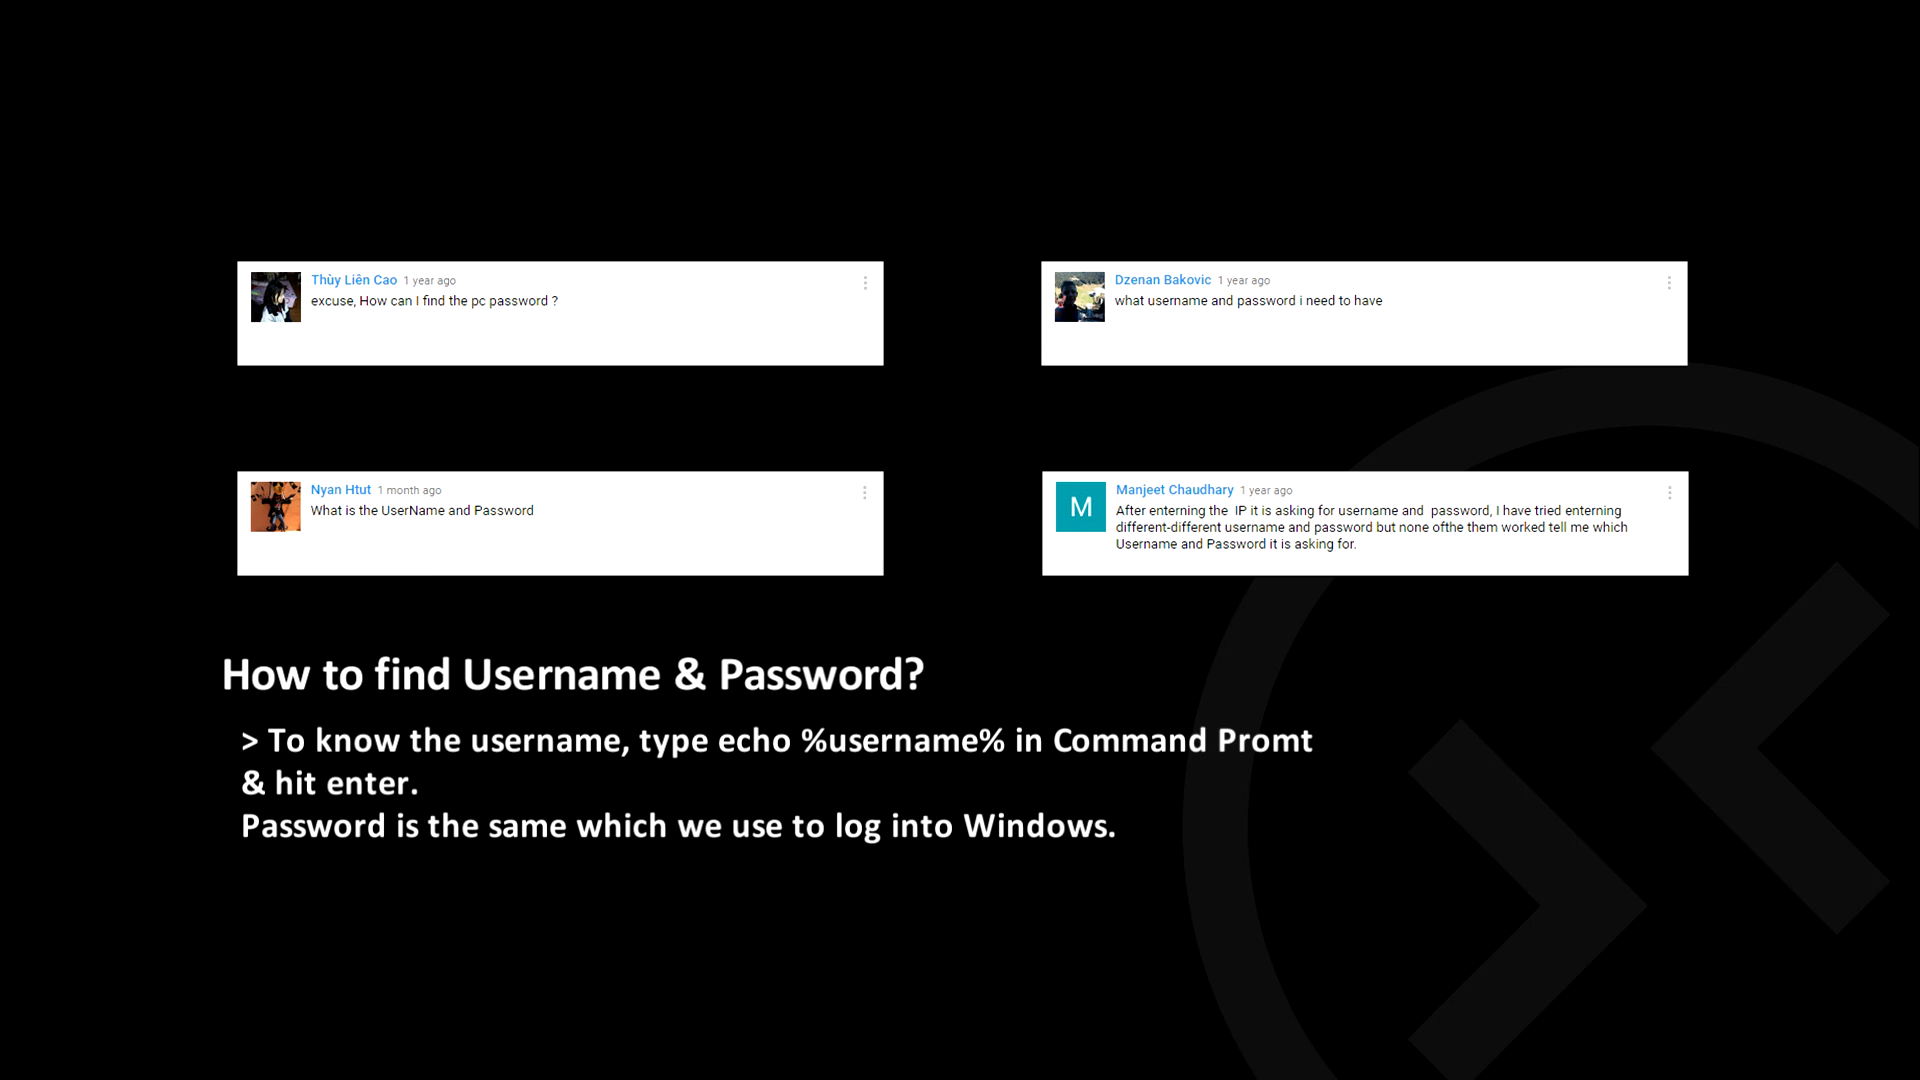 Thùy Liên Cao 1 year ago
excuse, How can I find the pc password ?
Dzenan Bakovic 1 year ago
what username and password i need to have
Nyan Htut 1 month ago
What is the UserName and Password
M
Manjeet Chaudhary 1 year ago
After enterning the IP it is asking for username and password, I have tried enterning
different-different username and password but none ofthe them worked tell me which
Username and Password it is asking for.
How to find Username & Password?
> To know the username, type echo %username% in Command Promt
& hit enter.
Password is the same which we use to log into Windows.